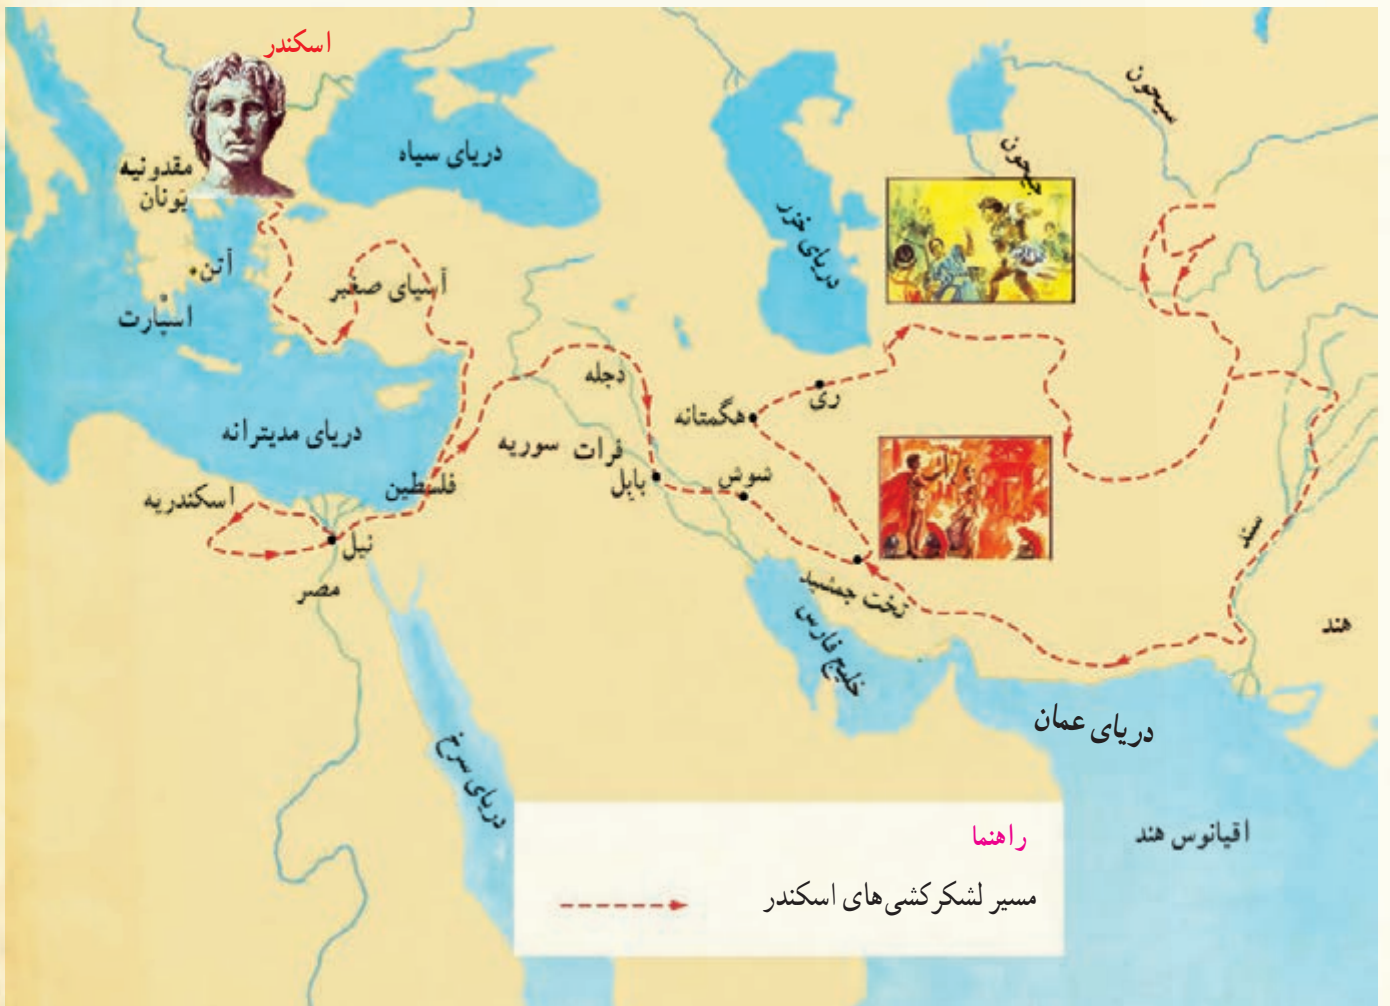 اسکندر
سیحون
جیحون
دریای سیاه
مقدونیه
یونان
دریای خزر
آتن
آسیای صغیر
اسپارت
دجله
ری
هگمتانه
دریای مدیترانه
فرات
سوریه
بابل
شوش
فلسطین
اسکندریه
نیل
سند
مصر
تخت جمشید
خلیج فارس
هند
دریای عمان
دریای سرخ
اقیانوس هند
راهنما
مسیر لشکرکشی‌های اسکندر